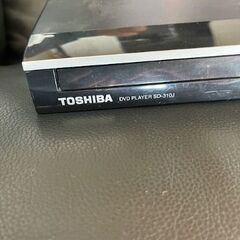 TOSHIBA DVD PLAYER SD-310J